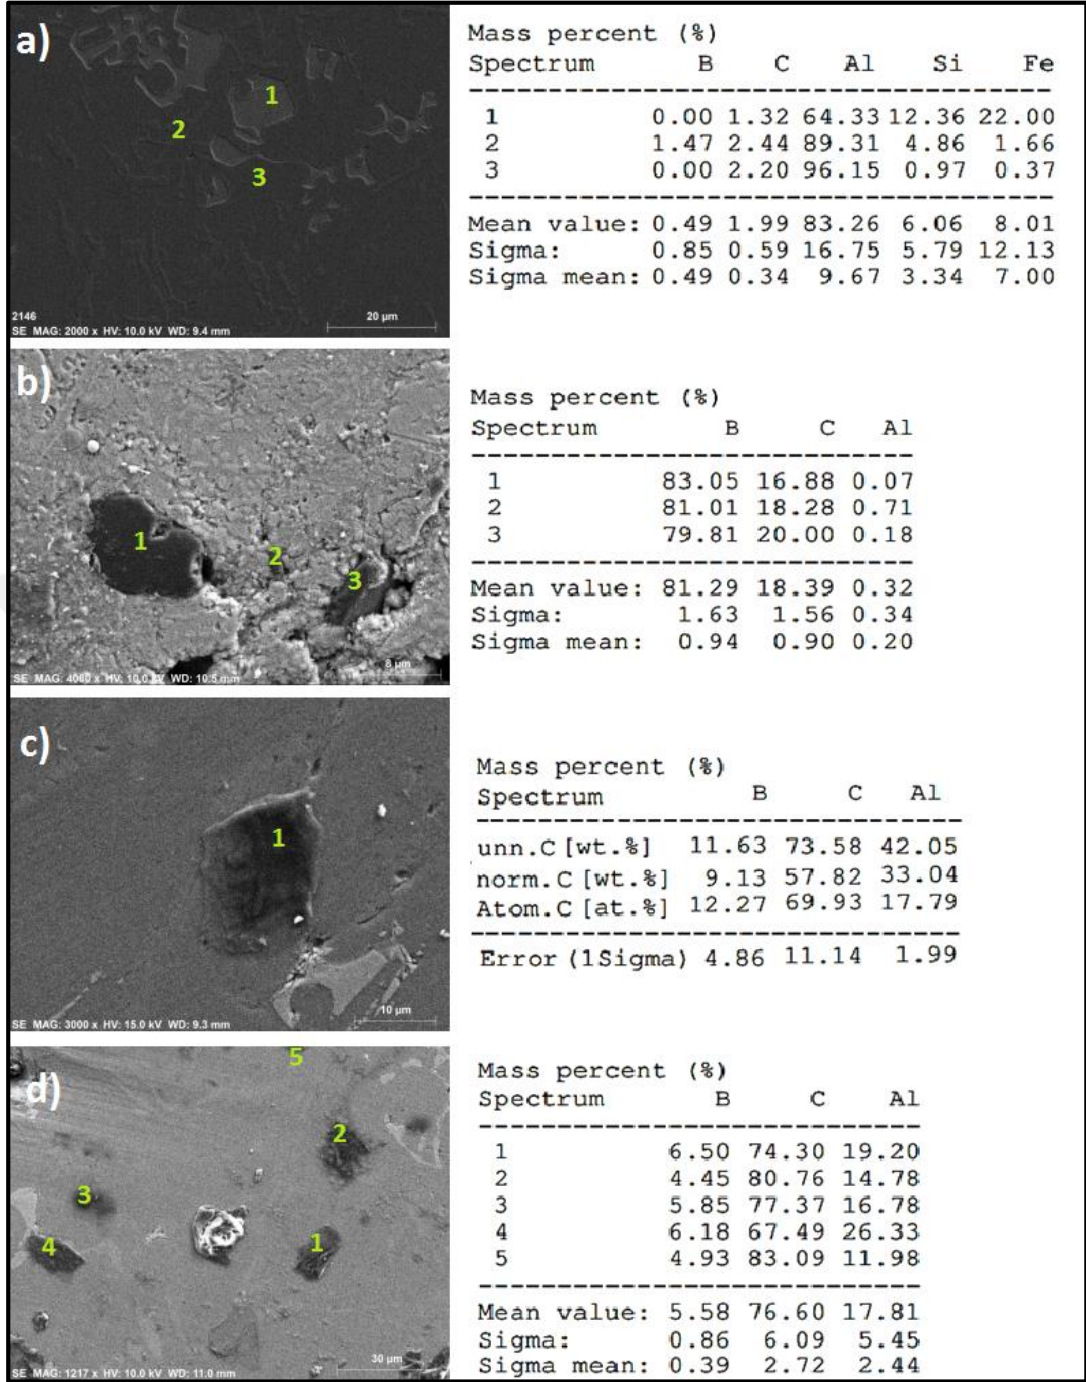 a)
1
2
3
2146
SE MAG: 2000 x HV: 10.0 kV WD: 9.4 mm
20 µm
Mass percent (%)
Spectrum B C Al Si Fe
1 0.00 1.32 64.33 12.36 22.00
2 1.47 2.44 89.31 4.86 1.66
3 0.00 2.20 96.15 0.97 0.37
Mean value: 0.49 1.99 83.26 6.06 8.01
Sigma: 0.85 0.59 16.75 5.79 12.13
Sigma mean: 0.49 0.34 9.67 3.34 7.00
b)
1
2
3
8 µm
SE MAG: 4000 x HV: 10.0 kV WD: 10.5 mm
Mass percent (%)
Spectrum B C Al
1 83.05 16.88 0.07
2 81.01 18.28 0.71
3 79.81 20.00 0.18
Mean value: 81.29 18.39 0.32
Sigma: 1.63 1.56 0.34
Sigma mean: 0.94 0.90 0.20
c)
1
10 µm
SE MAG: 3000 x HV: 15.0 kV WD: 9.3 mm
Mass percent (%)
Spectrum B C Al
unn.C [wt.%] 11.63 73.58 42.05
norm.C [wt.%] 9.13 57.82 33.04
Atom.C [at.%] 12.27 69.93 17.79
Error (1Sigma) 4.86 11.14 1.99
d)
5
2
3
4
1
30 µm
SE MAG: 1217 x HV: 10.0 kV WD: 11.0 mm
Mass percent (%)
Spectrum B C Al
1 6.50 74.30 19.20
2 4.45 80.76 14.78
3 5.85 77.37 16.78
4 6.18 67.49 26.33
5 4.93 83.09 11.98
Mean value: 5.58 76.60 17.81
Sigma: 0.86 6.09 5.45
Sigma mean: 0.39 2.72 2.44